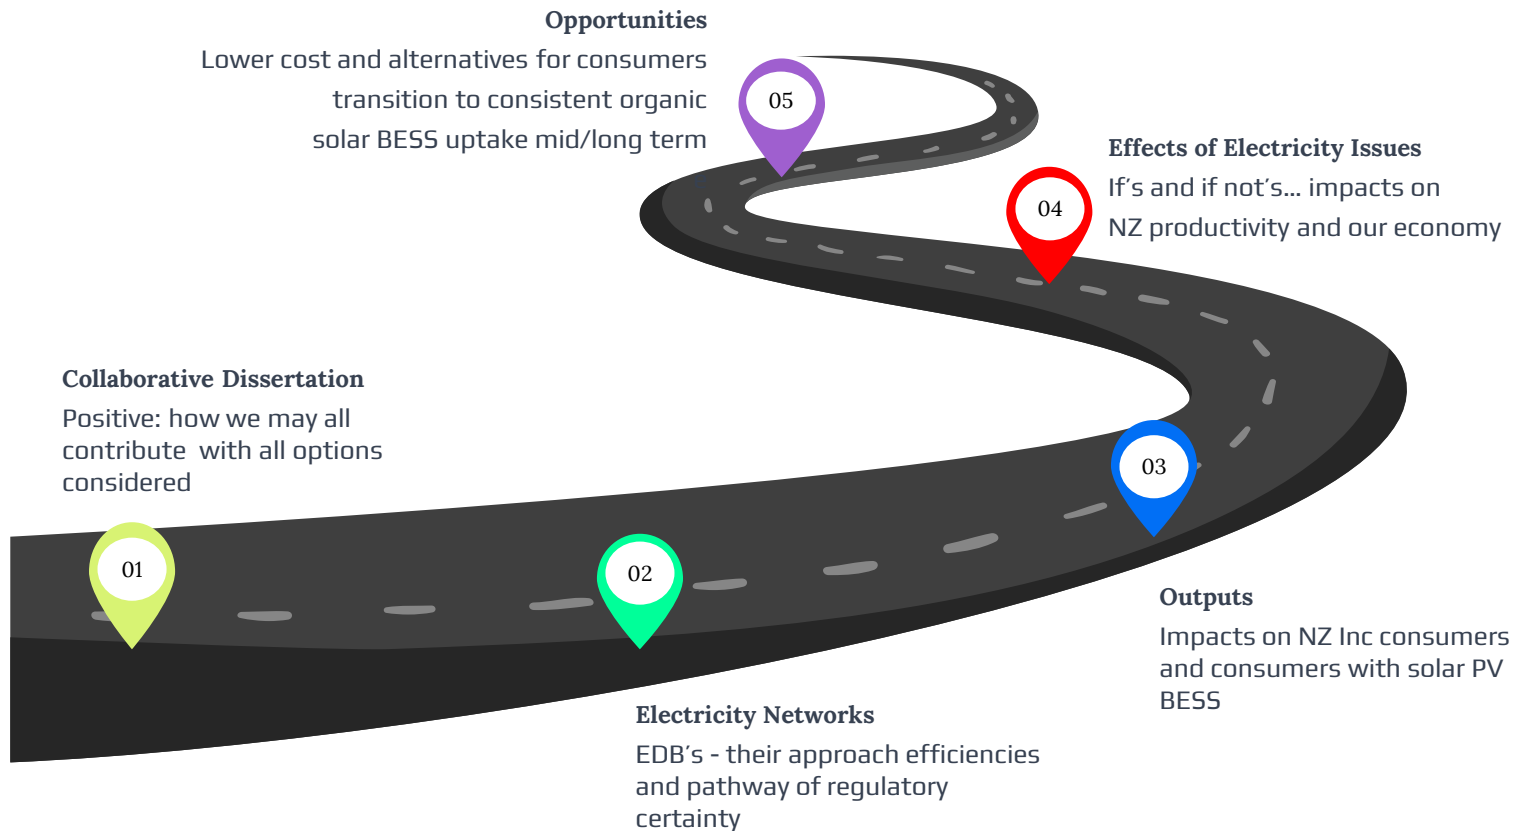 Opportunities
Lower cost and alternatives for consumers
transition to consistent organic
solar BESS uptake mid/long term
05
Effects of Electricity Issues
If's and if not's... impacts on
NZ productivity and our economy
04
Collaborative Dissertation
Positive: how we may all
contribute  with all options
considered
01
02
03
Outputs
Impacts on NZ Inc consumers
and consumers with solar PV
BESS
Electricity Networks
EDB's - their approach efficiencies
and pathway of regulatory
certainty